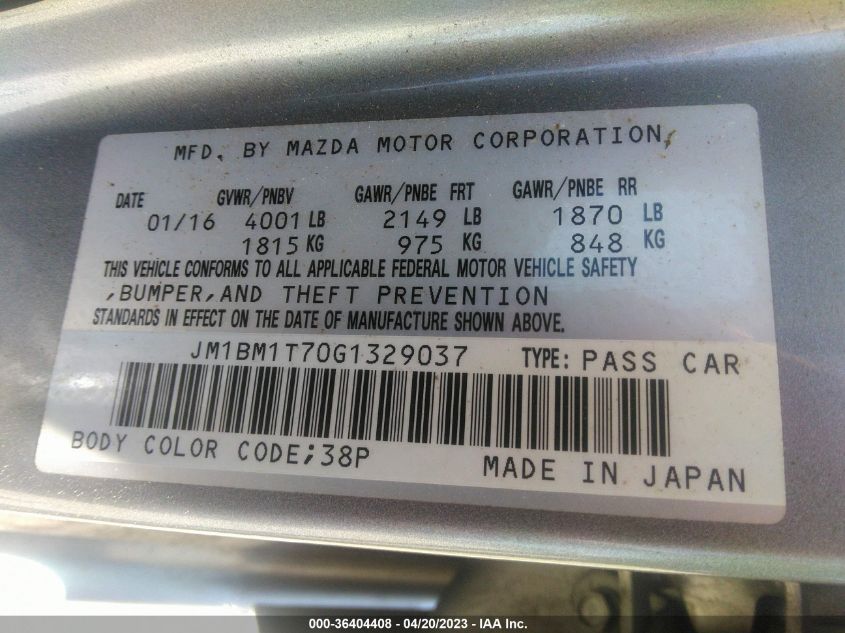 MFD. BY MAZDA MOTOR CORPORATION
DATE GVWR/PNBV GAWR/PNBE FRT GAWR/PNBE RR
01/16 4001 LB 2149 LB 1870 LB
1815 KG 975 KG 848 KG
THIS VEHICLE CONFORMS TO ALL APPLICABLE FEDERAL MOTOR VEHICLE SAFETY
,BUMPER,AND THEFT PREVENTION
STANDARDS IN EFFECT ON THE DATE OF MANUFACTURE SHOWN ABOVE.
JM1BM1T70G1329037 TYPE: PASS CAR
BODY COLOR CODE;38P
MADE IN JAPAN
000-36404408 - 04/20/2023 - IAA Inc.